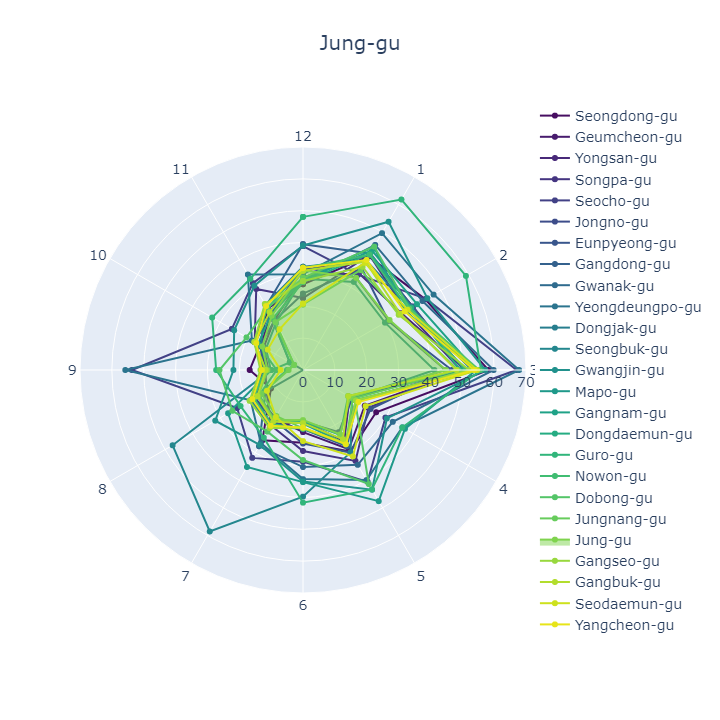 Jung-gu
12
11
1
10
2
9
0
10
20
30
40
50
60
70
3
8
4
7
5
6
Seongdong-gu
Geumcheon-gu
Yongsan-gu
Songpa-gu
Seocho-gu
Jongno-gu
Eunpyeong-gu
Gangdong-gu
Gwanak-gu
Yeongdeungpo-gu
Dongjak-gu
Seongbuk-gu
Gwangjin-gu
Mapo-gu
Gangnam-gu
Dongdaemun-gu
Guro-gu
Nowon-gu
Dobong-gu
Jungnang-gu
Jung-gu
Gangseo-gu
Gangbuk-gu
Seodaemun-gu
Yangcheon-gu